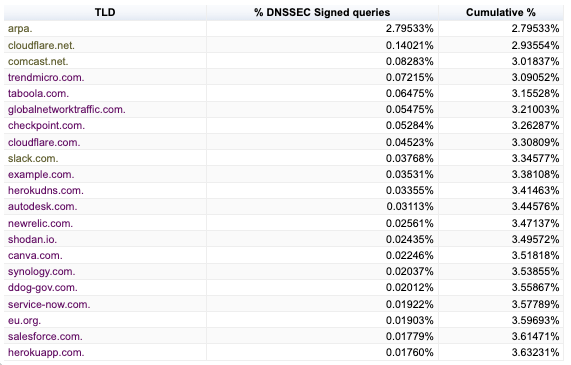 TLD % DNSSEC Signed queries Cumulative %
arpa. 2.79533% 2.79533%
cloudflare.net. 0.14021% 2.93554%
comcast.net. 0.08283% 3.01837%
trendmicro.com. 0.07215% 3.09052%
taboola.com. 0.06475% 3.15528%
globalnetworktraffic.com. 0.05475% 3.21003%
checkpoint.com. 0.05284% 3.26287%
cloudflare.com. 0.04523% 3.30809%
slack.com. 0.03768% 3.34577%
example.com. 0.03531% 3.38108%
herokudns.com. 0.03355% 3.41463%
autodesk.com. 0.03113% 3.44576%
newrelic.com. 0.02561% 3.47137%
shodan.io. 0.02435% 3.49572%
canva.com. 0.02246% 3.51818%
synology.com. 0.02037% 3.53855%
ddog-gov.com. 0.02012% 3.55867%
service-now.com. 0.01922% 3.57789%
eu.org. 0.01903% 3.59693%
salesforce.com. 0.01779% 3.61471%
herokuapp.com. 0.01760% 3.63231%